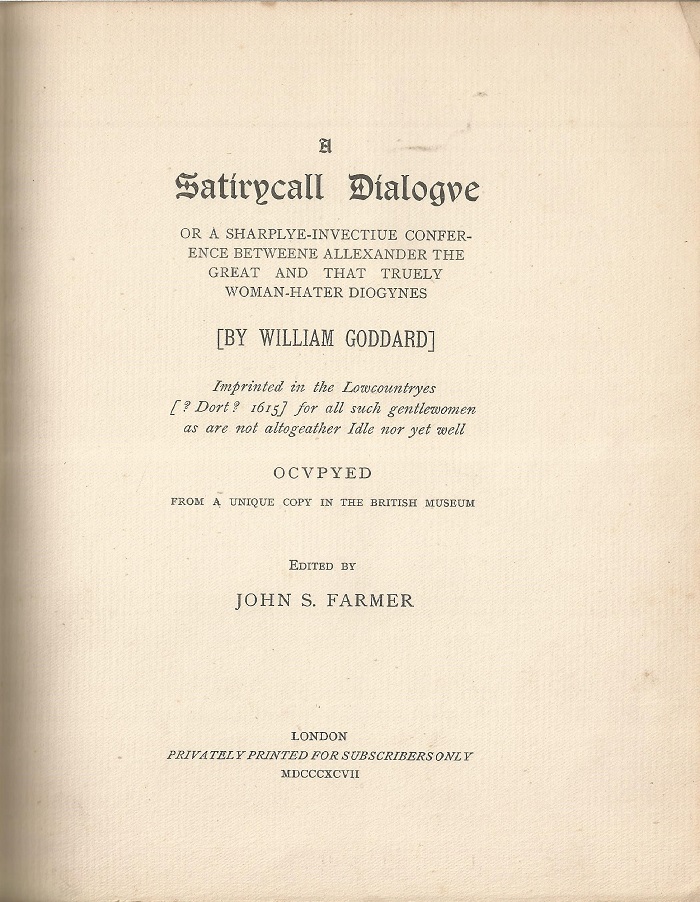 A
Satirycall Dialogve
OR A SHARPLYE-INVECTIUE CONFER-
ENCE BETWEENE ALLEXANDER THE
GREAT AND THAT TRUELY
WOMAN-HATER DIOGYNES
[BY WILLIAM GODDARD]
Imprinted in the Lowcountryes
[? Dort? 1615] for all such gentlewomen
as are not altogeather Idle nor yet well
OCVPYED
FROM A UNIQUE COPY IN THE BRITISH MUSEUM
EDITED BY
JOHN S. FARMER
LONDON
PRIVATELY PRINTED FOR SUBSCRIBERS ONLY
MDCCCXCVII